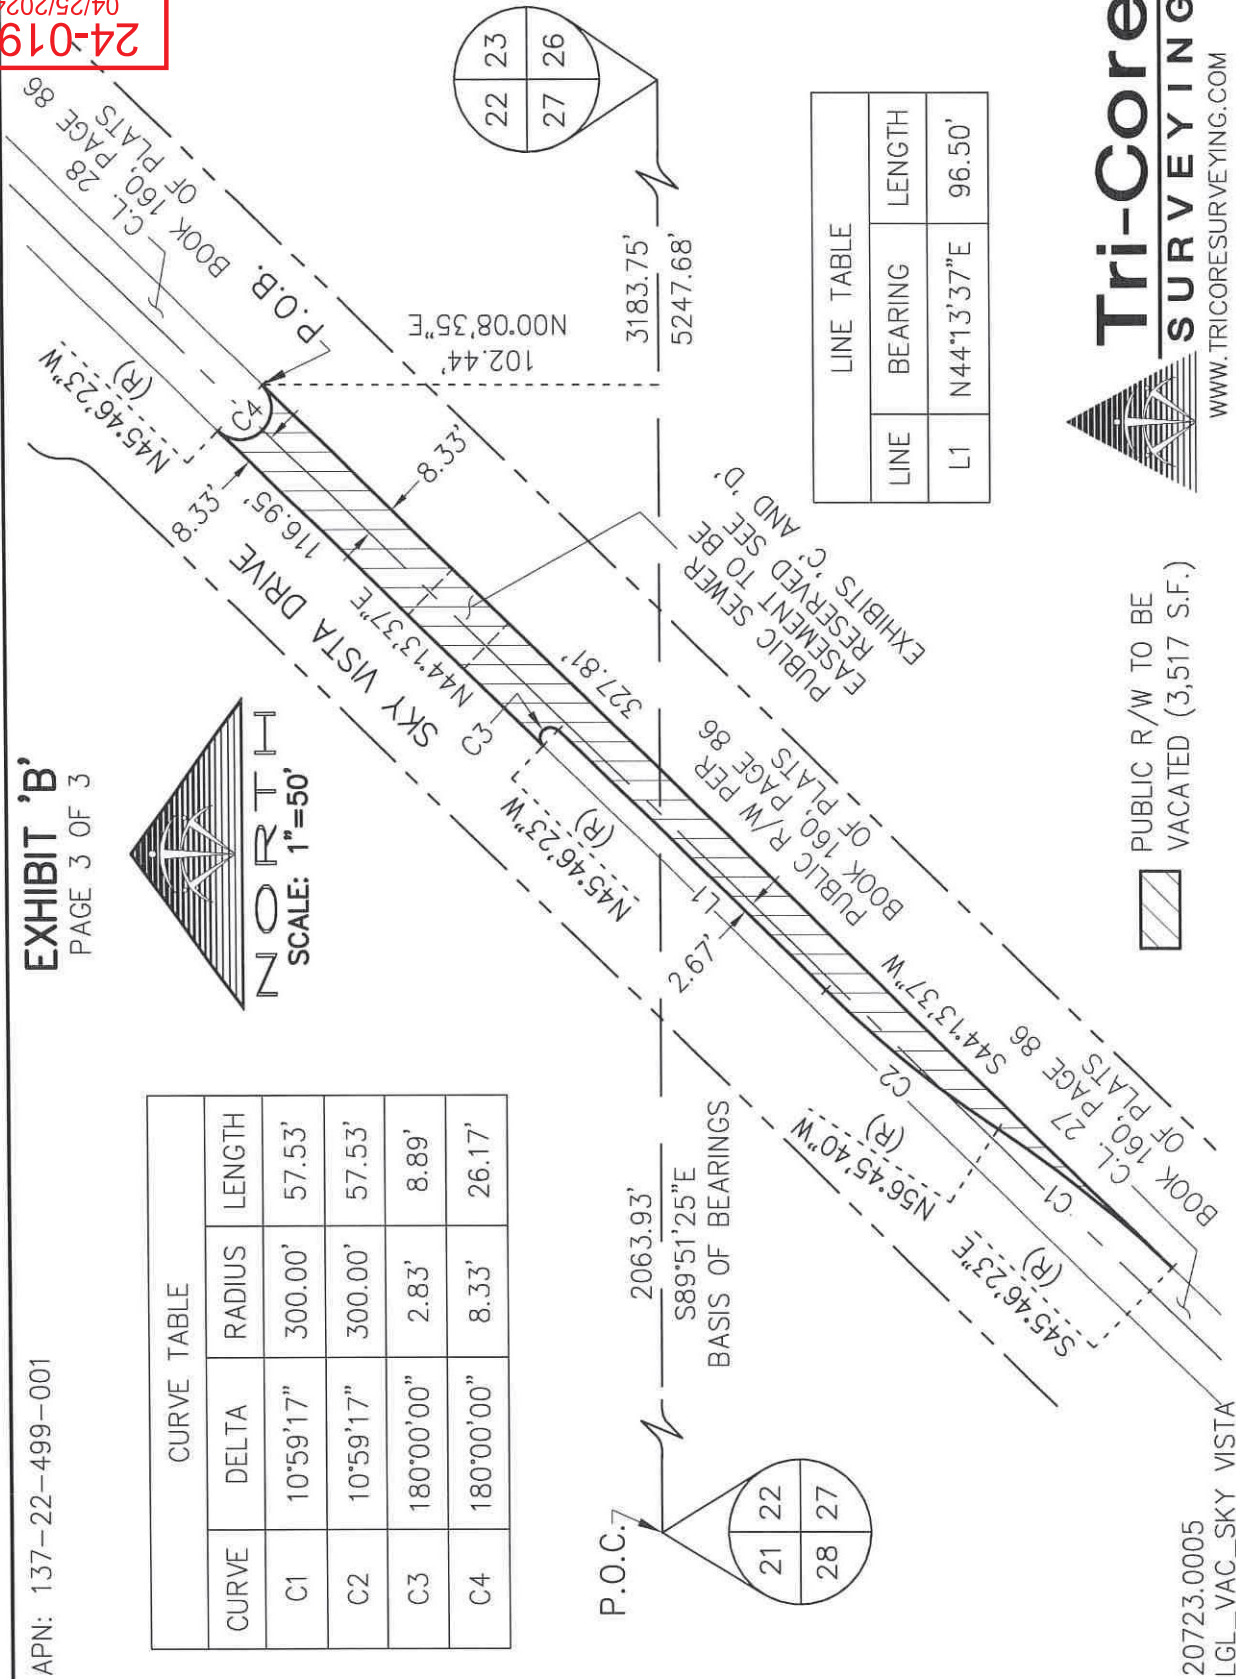 EXHIBIT 'B'
PAGE 3 OF 3
APN: 137-22-499-001
24-019
04/25/2024
NORTH
SCALE: 1"=50'
CURVE TABLE
CURVE DELTA RADIUS LENGTH
C1 10°59'17" 300.00' 57.53'
C2 10°59'17" 300.00' 57.53'
C3 180°00'00" 2.83' 8.89'
C4 180°00'00" 8.33' 26.17'
N45°46'23"W
(R)
C.L. 28
BOOK 160, PAGE 86
OF PLATS
P.O.B.
C4
8.33'
116.95'
N44°13'37"E
SKY VISTA DRIVE
8.33'
102.44'
N00°08'35"E
C3
N45°46'23"W
(R)
327.81'
22 23
27 26
3183.75'
5247.68'
PUBLIC SEWER
EASEMENT TO BE
RESERVED SEE
EXHIBITS 'C' AND 'D'
L1
2.67'
PUBLIC R/W PER
BOOK 160, PAGE 86
OF PLATS
S44°13'37"W
P.O.C.
21 22
28 27
2063.93'
S89°51'25"E
BASIS OF BEARINGS
C2
N56°45'40"W
(R)
C1
S45°46'23"E
(R)
C.L. 27
BOOK 160, PAGE 86
OF PLATS
LINE TABLE
LINE BEARING LENGTH
L1 N44°13'37"E 96.50'
PUBLIC R/W TO BE
VACATED (3,517 S.F.)
20723.0005
LGL_VAC_SKY VISTA
Tri-Core
SURVEYING
WWW.TRICORESURVEYING.COM